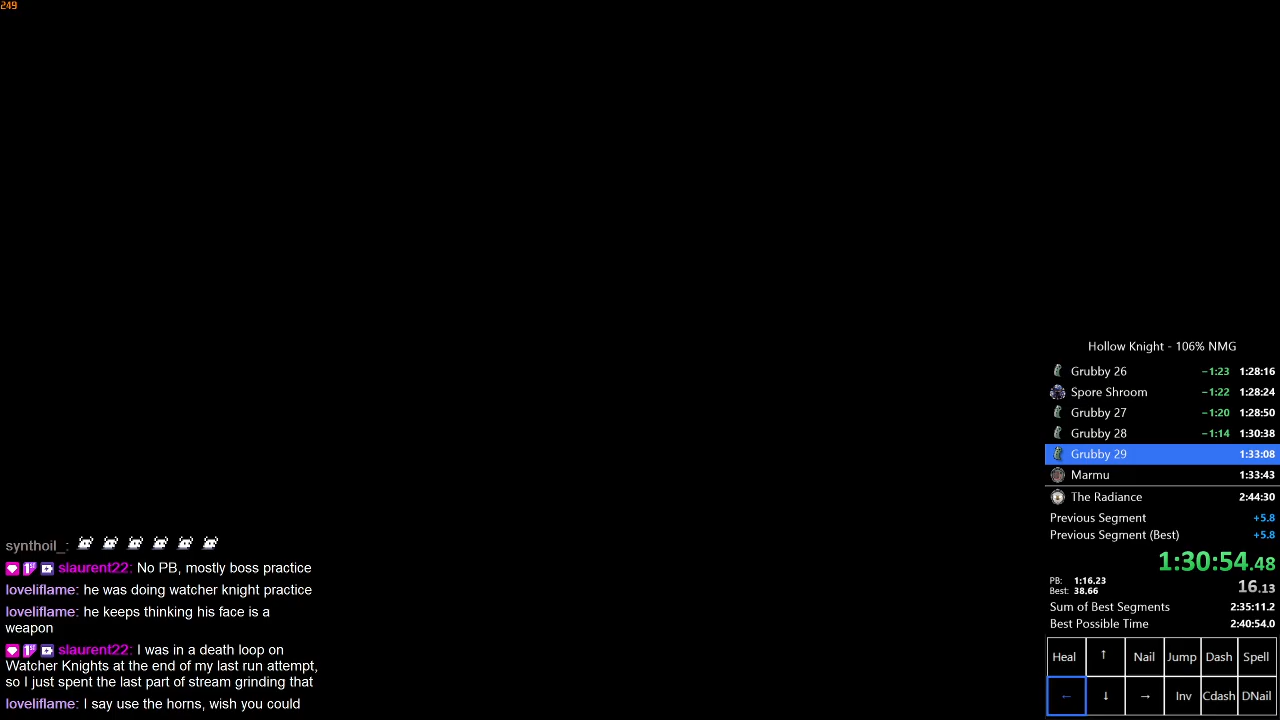 249
Hollow Knight - 106% NMG
Grubby 26 −1:23 1:28:16
Spore Shroom −1:22 1:28:24
Grubby 27 −1:20 1:28:50
Grubby 28 −1:14 1:30:38
Grubby 29 1:33:08
Marmu 1:33:43
The Radiance 2:44:30
Previous Segment +5.8
Previous Segment (Best) +5.8
1:30:54.48
PB: 1:16.23
Best: 38.66
16.13
Sum of Best Segments 2:35:11.2
Best Possible Time 2:40:54.0
Heal ↑ Nail Jump Dash Spell
← ↓ → Inv Cdash DNail
synthoil_:
slaurent22: No PB, mostly boss practice
loveliflame: he was doing watcher knight practice
loveliflame: he keeps thinking his face is a
weapon
slaurent22: I was in a death loop on
Watcher Knights at the end of my last run attempt,
so I just spent the last part of stream grinding that
loveliflame: I say use the horns, wish you could